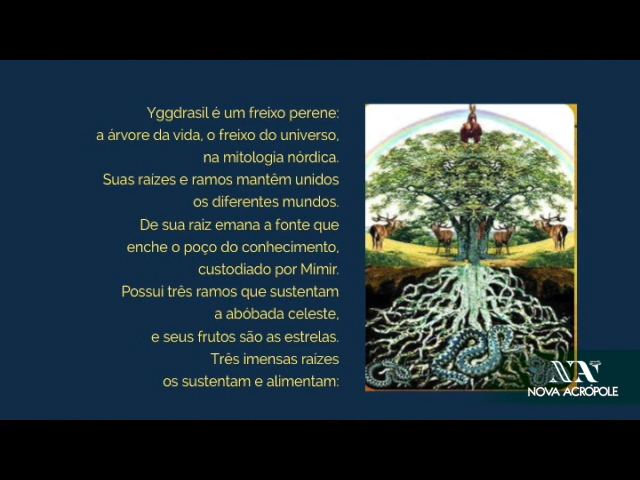 Yggdrasil é um freixo perene:
a árvore da vida, o freixo do universo,
na mitologia nórdica.
Suas raízes e ramos mantêm unidos
os diferentes mundos.
De sua raiz emana a fonte que
enche o poço do conhecimento,
custodiado por Mimir.
Possui três ramos que sustentam
a abóbada celeste,
e seus frutos são as estrelas.
Três imensas raízes
os sustentam e alimentam:
NA
NOVA ACRÓPOLE